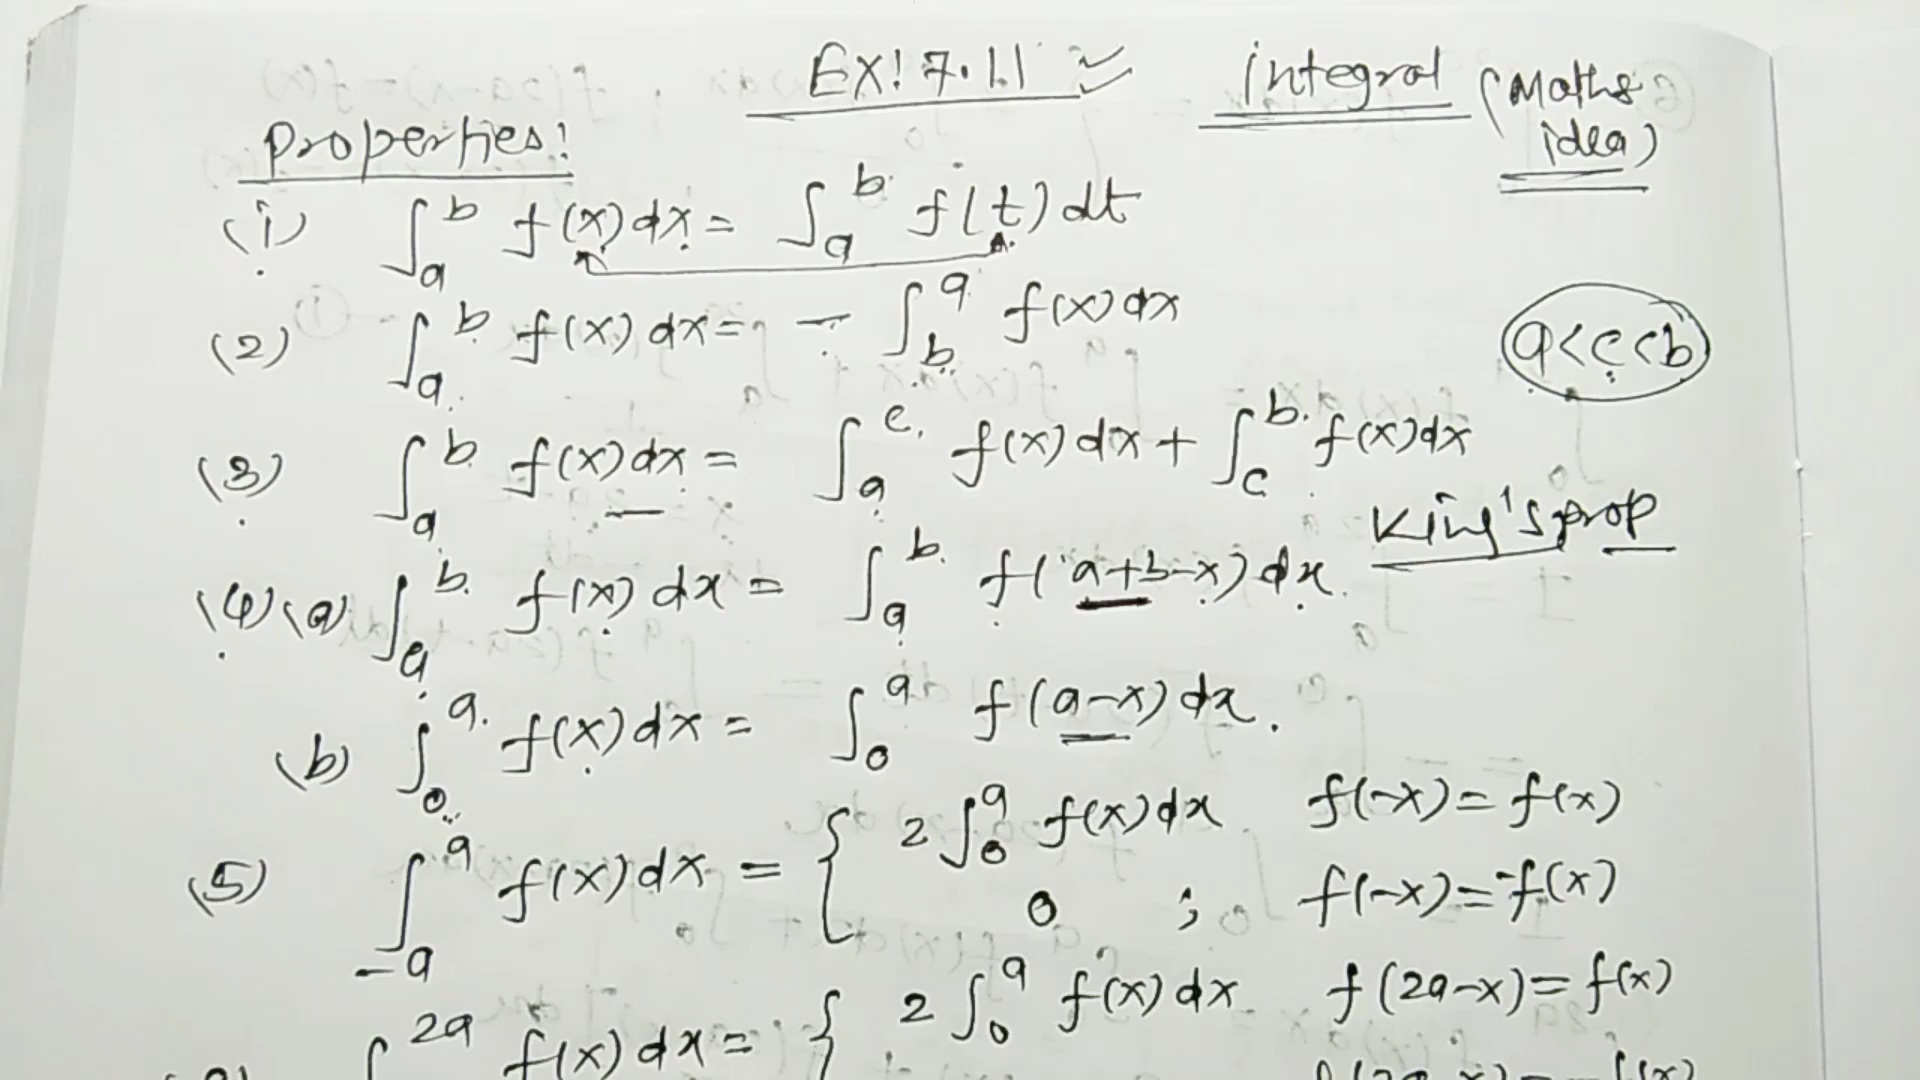 EX! 7.11 integral (Maths
idea)
Properties!
(i) ∫_a^b f(x)dx = ∫_a^b f(t)dt
(2) ∫_a^b f(x)dx = - ∫_b^a f(x)dx
a<c<b
(3) ∫_a^b f(x)dx = ∫_a^c f(x)dx + ∫_c^b f(x)dx
King's prop
(4) (a) ∫_a^b f(x)dx = ∫_a^b f(a+b-x)dx
(b) ∫_0^a f(x)dx = ∫_0^a f(a-x)dx.
(5) ∫_-a^a f(x)dx = { 2∫_0^a f(x)dx f(-x)=f(x)
0 ; f(-x)=-f(x)
∫^2a f(x)dx = { 2∫_0^a f(x)dx f(2a-x)=f(x)